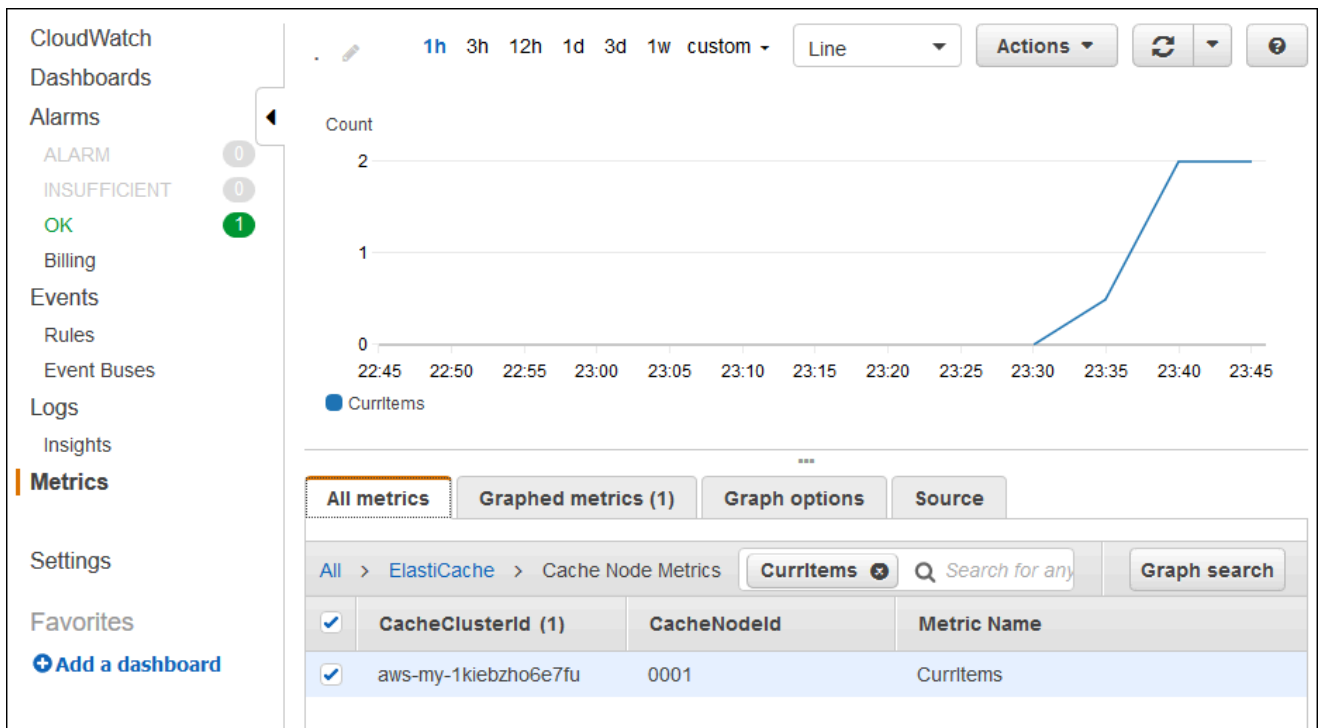 CloudWatch
Dashboards
Alarms
ALARM 0
INSUFFICIENT 0
OK 1
Billing
Events
Rules
Event Buses
Logs
Insights
Metrics
Settings
Favorites
Add a dashboard
. 1h 3h 12h 1d 3d 1w custom Line Actions
Count
2
1
0
22:45 22:50 22:55 23:00 23:05 23:10 23:15 23:20 23:25 23:30 23:35 23:40 23:45
CurrItems
All metrics Graphed metrics (1) Graph options Source
All > ElastiCache > Cache Node Metrics CurrItems Search for any Graph search
CacheClusterId (1) CacheNodeId Metric Name
aws-my-1kiebzho6e7fu 0001 CurrItems